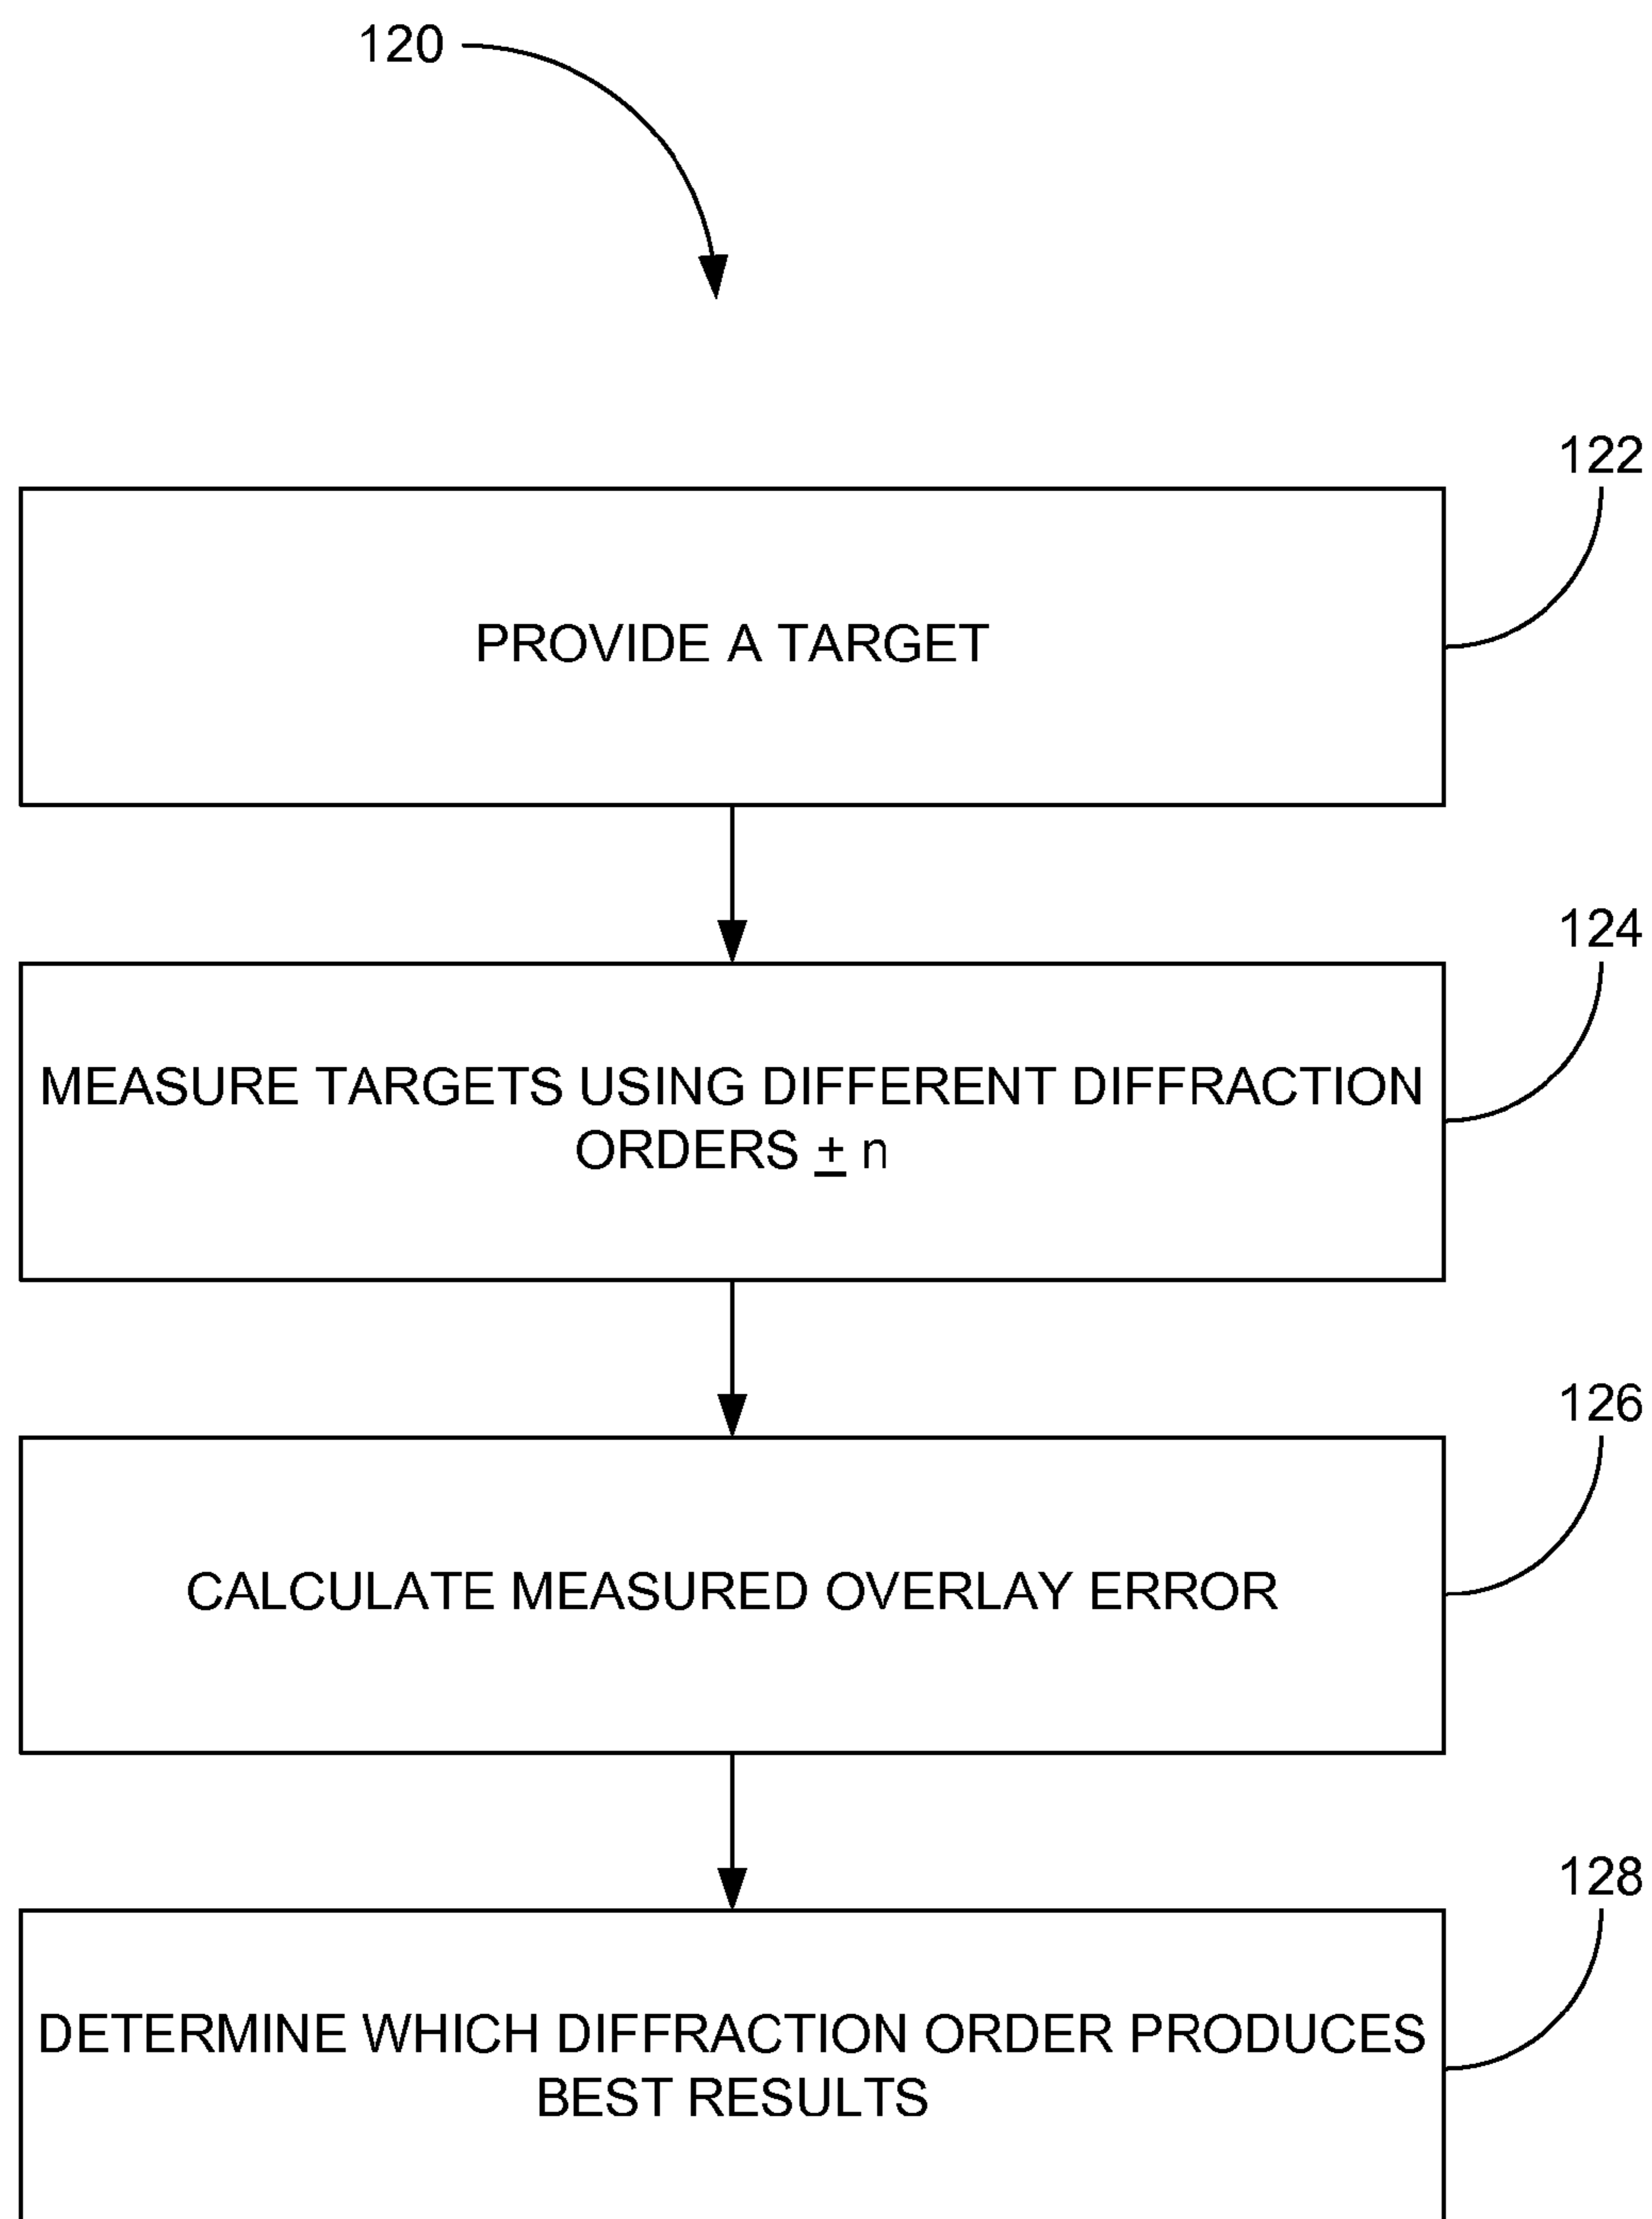 120
122
PROVIDE A TARGET
124
MEASURE TARGETS USING DIFFERENT DIFFRACTION
ORDERS ± n
126
CALCULATE MEASURED OVERLAY ERROR
128
DETERMINE WHICH DIFFRACTION ORDER PRODUCES
BEST RESULTS